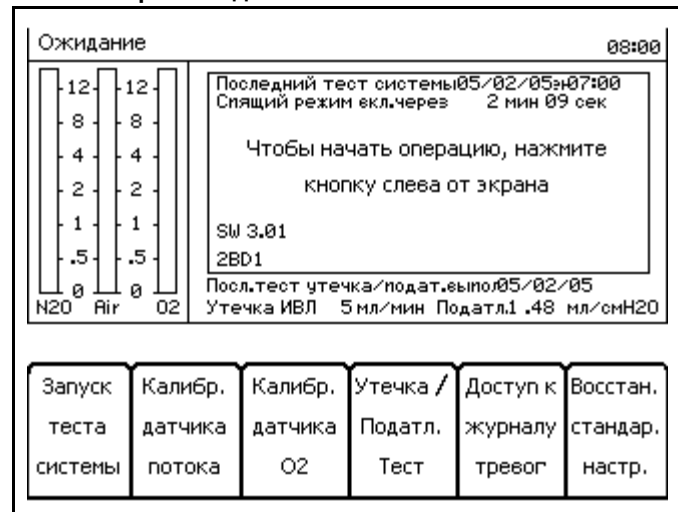 Ожидание 08:00
12 12
8 8
4 4
2 2
1 1
.5 .5
0 0
N2O Air O2
Последний тест системы05/02/05 07:00
Спящий режим вкл.через 2 мин 09 сек
Чтобы начать операцию, нажмите
кнопку слева от экрана
SW 3.01
2BD1
Посл.тест утечка/подат.выпол05/02/05
Утечка ИВЛ 5 мл/мин Податл.1 .48 мл/смH2O
Запуск теста системы
Калибр. датчика потока
Калибр. датчика O2
Утечка / Податл. Тест
Доступ к журналу тревог
Восстан. стандар. настр.